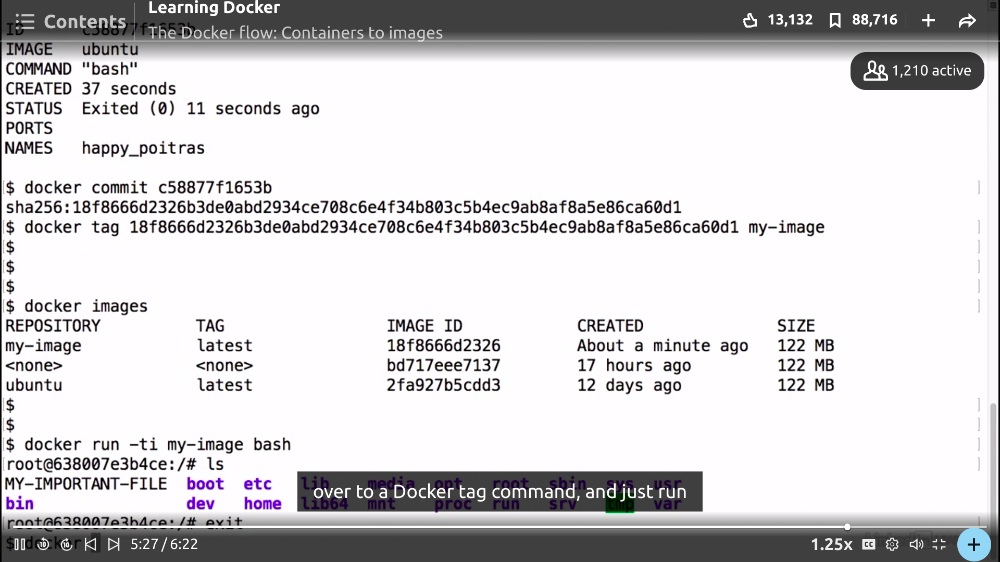 Contents
Learning Docker
The Docker flow: Containers to images
13,132
88,716
1,210 active
ID c58877f1653b
IMAGE ubuntu
COMMAND "bash"
CREATED 37 seconds
STATUS Exited (0) 11 seconds ago
PORTS
NAMES happy_poitras
$ docker commit c58877f1653b
sha256:18f8666d2326b3de0abd2934ce708c6e4f34b803c5b4ec9ab8af8a5e86ca60d1
$ docker tag 18f8666d2326b3de0abd2934ce708c6e4f34b803c5b4ec9ab8af8a5e86ca60d1 my-image
$
$
$
$ docker images
REPOSITORY TAG IMAGE ID CREATED SIZE
my-image latest 18f8666d2326 About a minute ago 122 MB
<none> <none> bd717eee7137 17 hours ago 122 MB
ubuntu latest 2fa927b5cdd3 12 days ago 122 MB
$
$
$ docker run -ti my-image bash
root@638007e3b4ce:/# ls
MY-IMPORTANT-FILE boot etc lib media opt root sbin sys usr
bin dev home lib64 mnt proc run srv tmp var
over to a Docker tag command, and just run
root@638007e3b4ce:/# exit
$ docker
10 10 5:27 / 6:22
1.25x CC